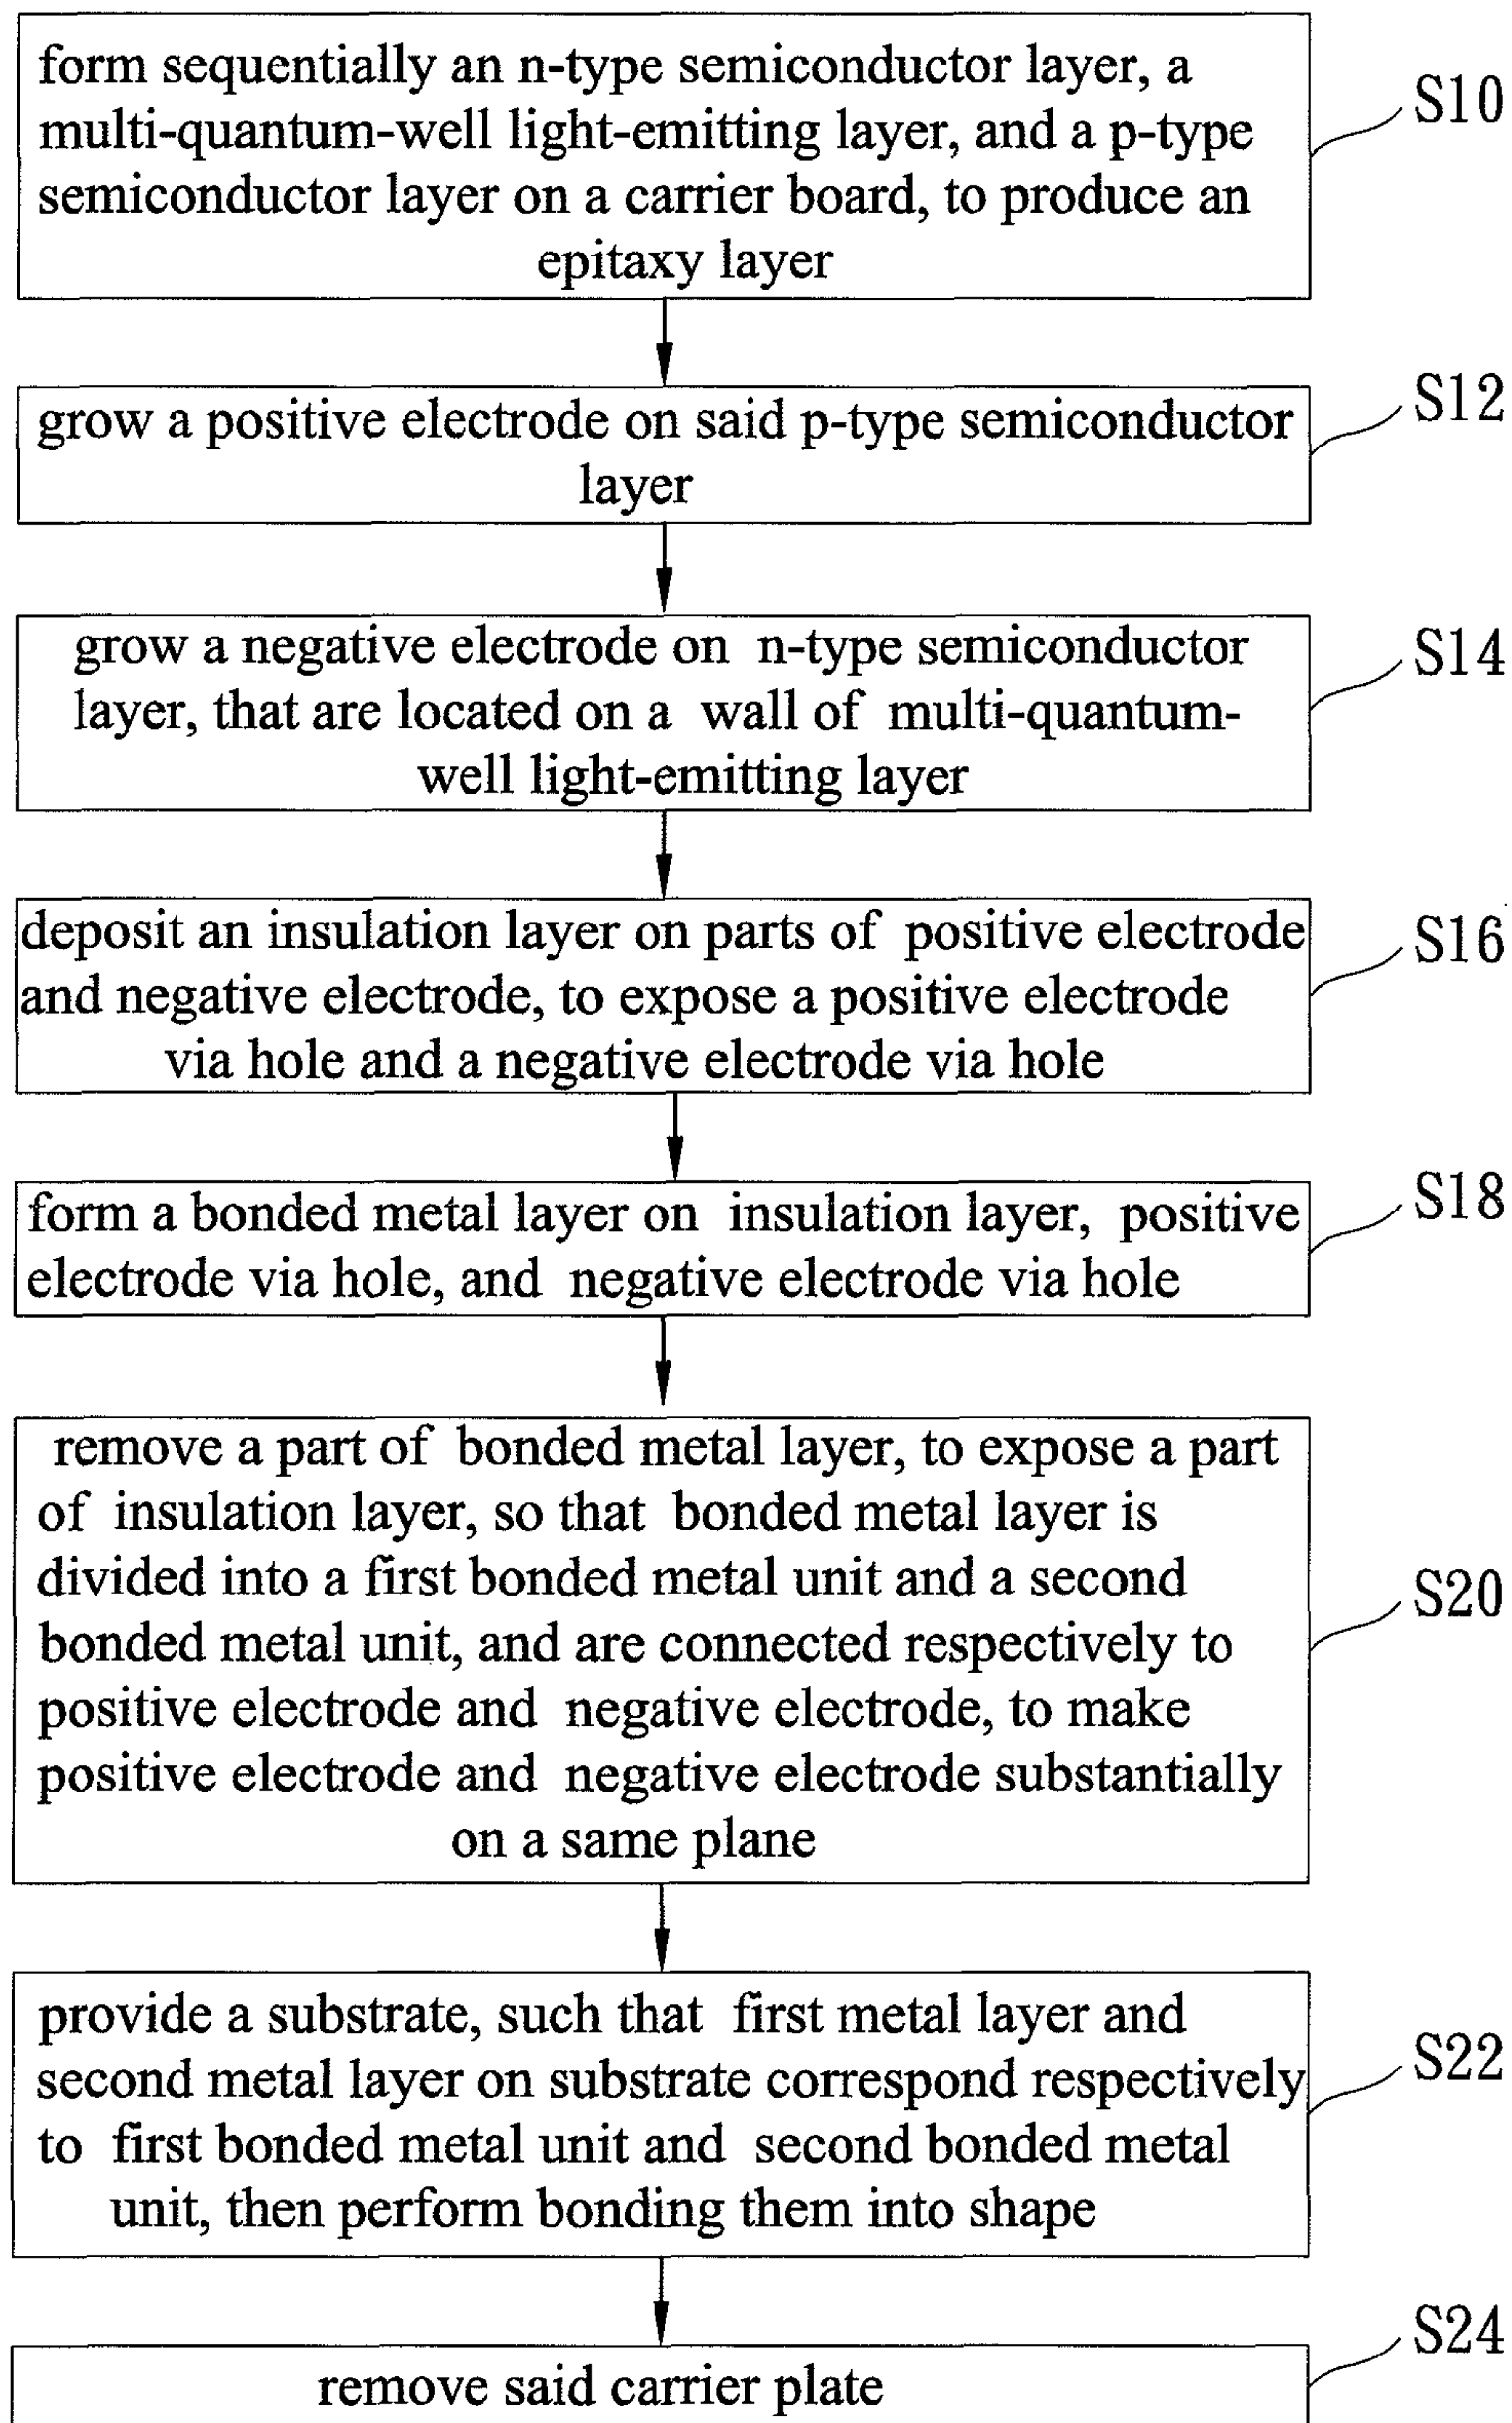 form sequentially an n-type semiconductor layer, a
multi-quantum-well light-emitting layer, and a p-type
semiconductor layer on a carrier board, to produce an
epitaxy layer
S10
grow a positive electrode on said p-type semiconductor
layer
S12
grow a negative electrode on n-type semiconductor
layer, that are located on a wall of multi-quantum-
well light-emitting layer
S14
deposit an insulation layer on parts of positive electrode
and negative electrode, to expose a positive electrode
via hole and a negative electrode via hole
S16
form a bonded metal layer on insulation layer, positive
electrode via hole, and negative electrode via hole
S18
remove a part of bonded metal layer, to expose a part
of insulation layer, so that bonded metal layer is
divided into a first bonded metal unit and a second
bonded metal unit, and are connected respectively to
positive electrode and negative electrode, to make
positive electrode and negative electrode substantially
on a same plane
S20
provide a substrate, such that first metal layer and
second metal layer on substrate correspond respectively
to first bonded metal unit and second bonded metal
unit, then perform bonding them into shape
S22
remove said carrier plate
S24